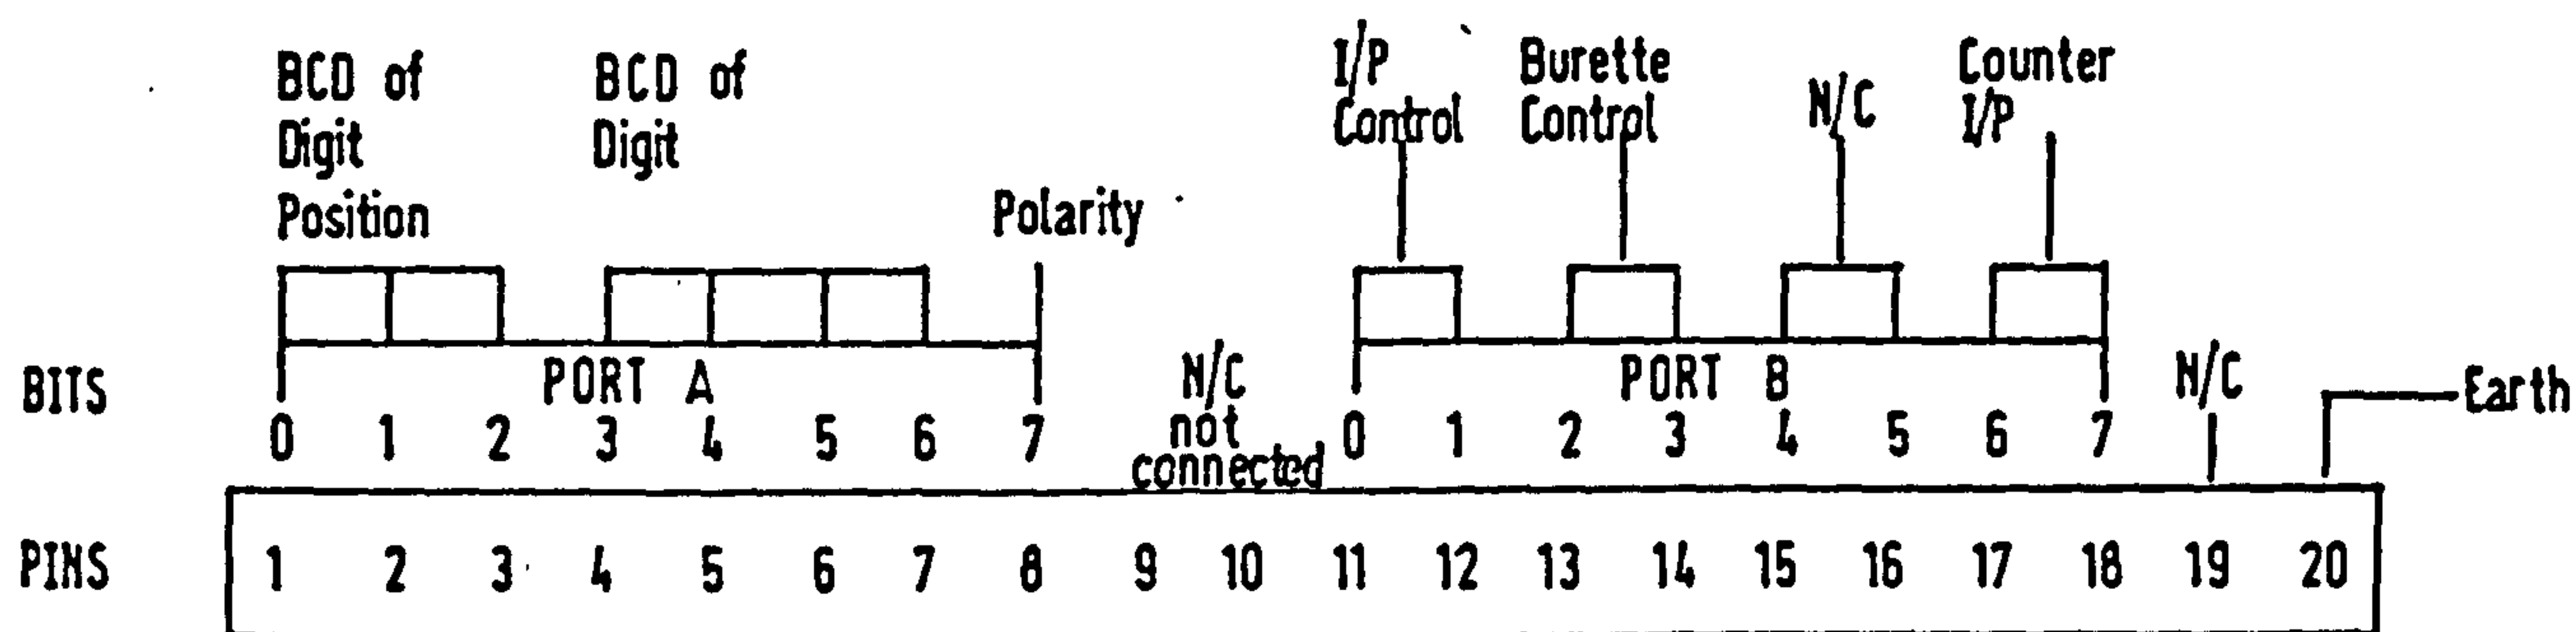 BCD of
Digit
Position
BCD of
Digit
Polarity
I/P
Control
Burette
Control
N/C
Counter
I/P
BITS
PORT A
0 1 2 3 4 5 6 7
N/C
not
connected
PORT B
0 1 2 3 4 5 6 7
N/C
Earth
PINS
1 2 3 4 5 6 7 8 9 10 11 12 13 14 15 16 17 18 19 20